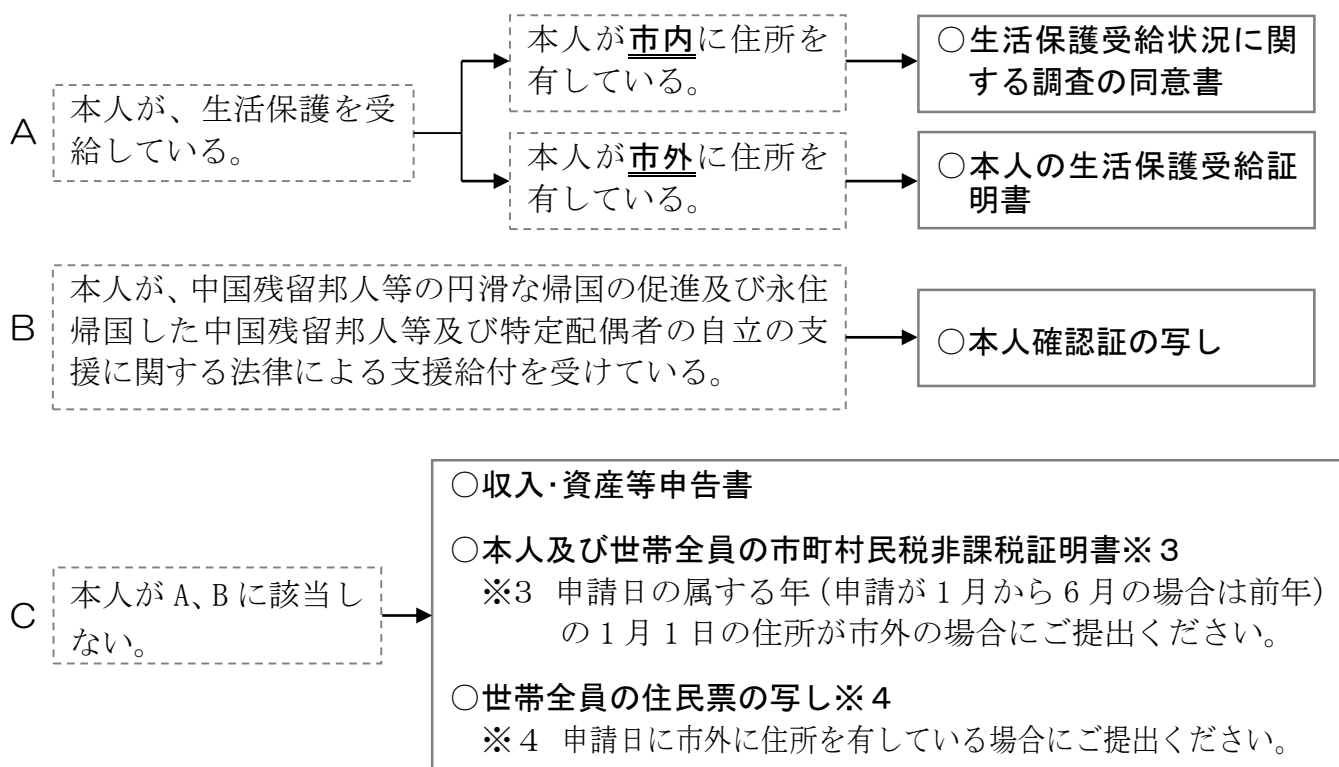 A
本人が、生活保護を受
給している。
本人が市内に住所を
有している。
○生活保護受給状況に関
する調査の同意書
本人が市外に住所を
有している。
○本人の生活保護受給証
明書
B
本人が、中国残留邦人等の円滑な帰国の促進及び永住
帰国した中国残留邦人等及び特定配偶者の自立の支
援に関する法律による支援給付を受けている。
○本人確認証の写し
C
本人が A、B に該当し
ない。
○収入・資産等申告書
○本人及び世帯全員の市町村民税非課税証明書※３
※3 申請日の属する年（申請が 1 月から 6 月の場合は前年）
の 1 月 1 日の住所が市外の場合にご提出ください。
○世帯全員の住民票の写し※４
※４ 申請日に市外に住所を有している場合にご提出ください。